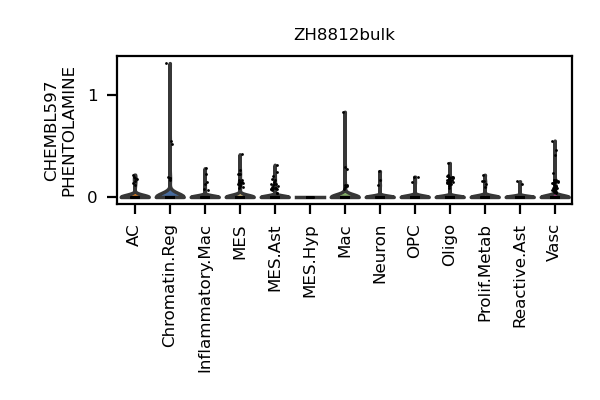 ZH8812bulk
CHEMBL597
PHENTOLAMINE
1
0
AC
Chromatin.Reg
Inflammatory.Mac
MES
MES.Ast
MES.Hyp
Mac
Neuron
OPC
Oligo
Prolif.Metab
Reactive.Ast
Vasc